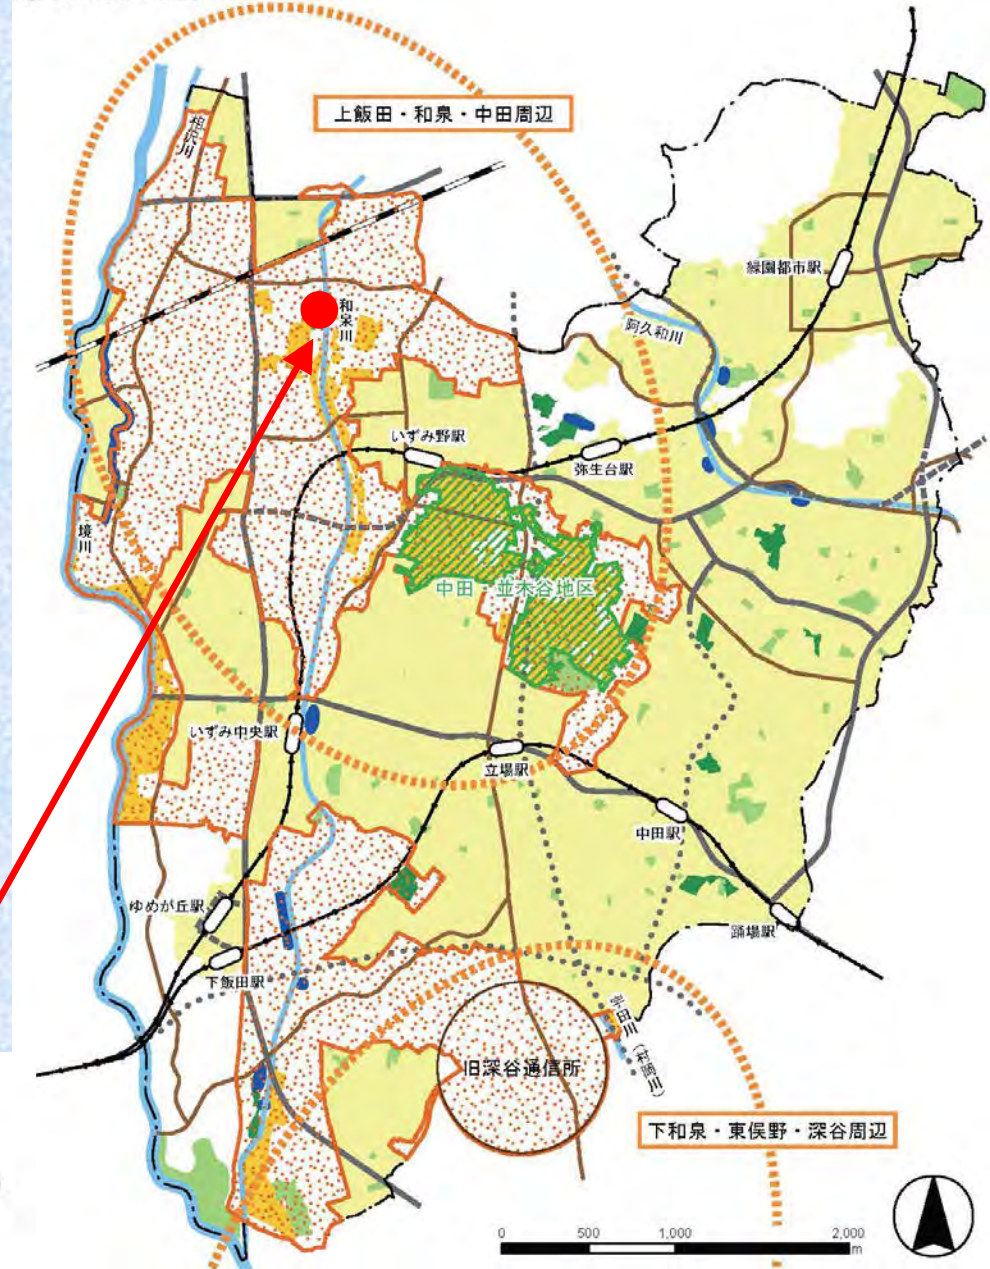 上飯田・和泉・中田周辺
相沢川
緑園都市駅
和泉川
阿久和川
いずみ野駅
弥生台駅
境川
中田・並木谷地区
いずみ中央駅
立場駅
中田駅
ゆめが丘駅
踊場駅
下飯田駅
宇田川（村岡川）
旧深谷通信所
下和泉・東俣野・深谷周辺
0 500 1,000 2,000
m